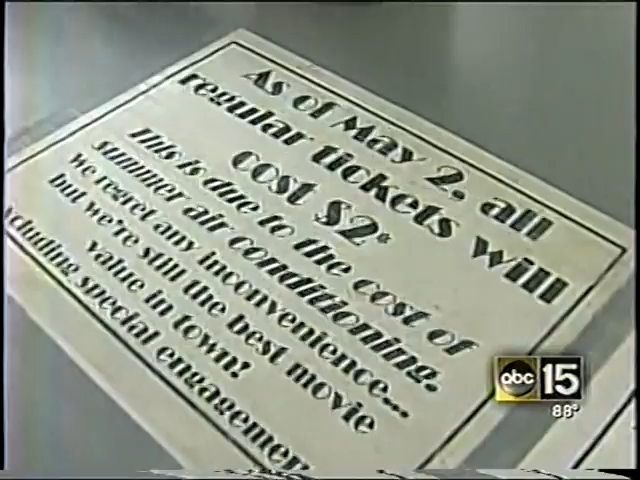 As of May 2, all
regular tickets will
cost $2*
This is due to the cost of
summer air conditioning.
We regret any inconvenience...
but we're still the best movie
value in town!
special
abc 15
88°